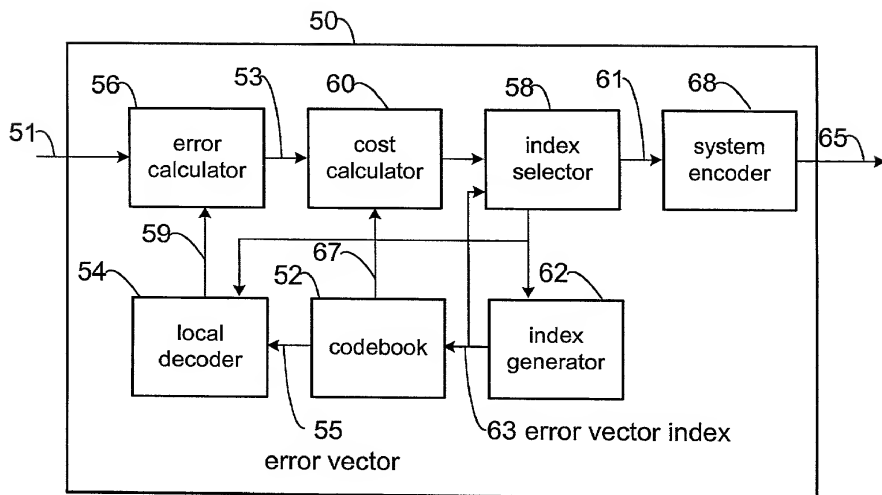 50
56
53
60
58
61
68
51
error
calculator
cost
calculator
index
selector
system
encoder
65
59
67
54
52
62
local
decoder
codebook
index
generator
55
63 error vector index
error vector